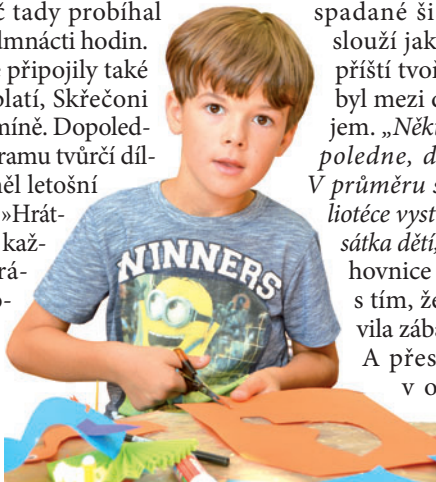 tady probíhal
dmnácti hodin.
připojily také
platí, Skřečoni
míně. Dopoled-
ramu tvůrčí díl-
ěl letošní
»Hrát-
kaž-
rá-
WINNERS
spadané ši
slouží jak
příští tvoř
byl mezi
jem. „Něki
poledne, d
V průměru s
liotéce vyst
sátka dětí,
hovnice
s tím, že
vila zába
A přes
v o